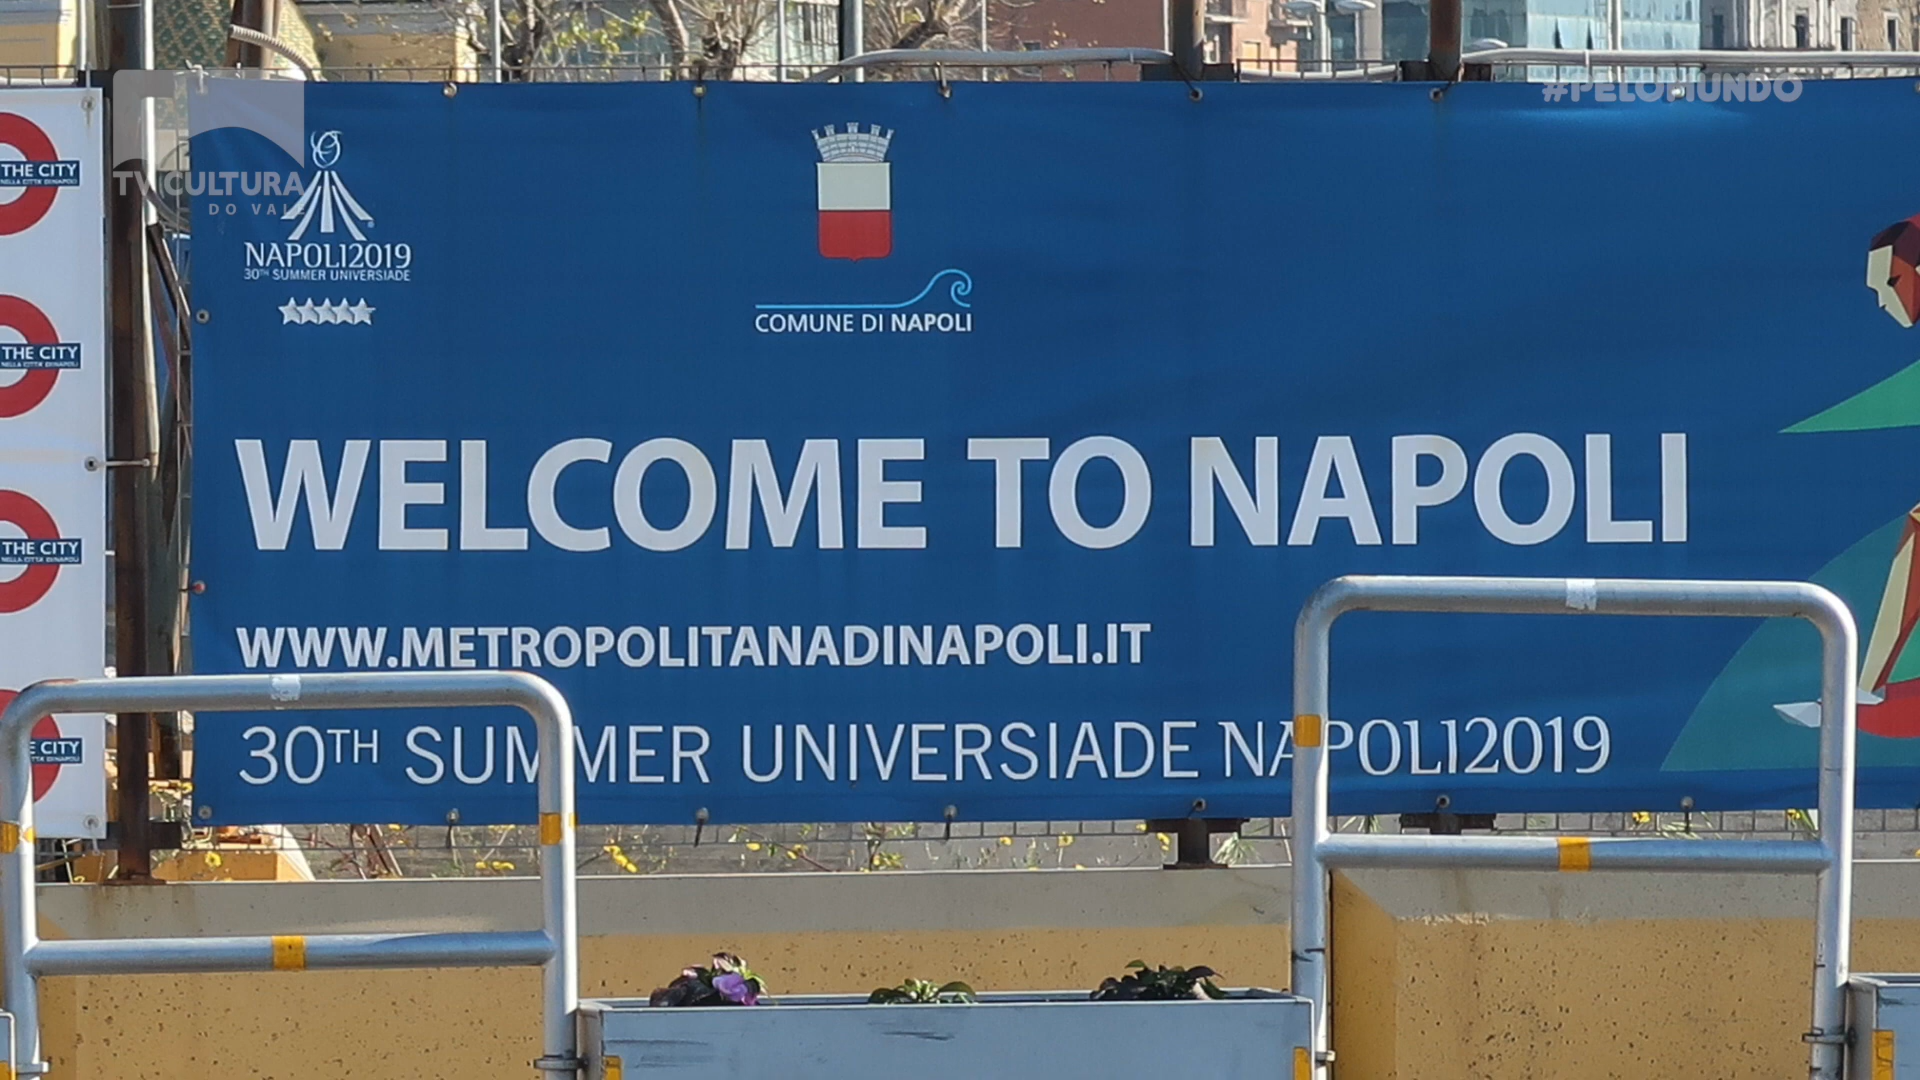 #PELOMUNDO
TV CULTURA
DO VALE
THE CITY
THE CITY
THE CITY
E CITY
NAPOLI2019
30TH SUMMER UNIVERSIADE
COMUNE DI NAPOLI
WELCOME TO NAPOLI
WWW.METROPOLITANADINAPOLI.IT
30TH SUMMER UNIVERSIADE NAPOLI2019